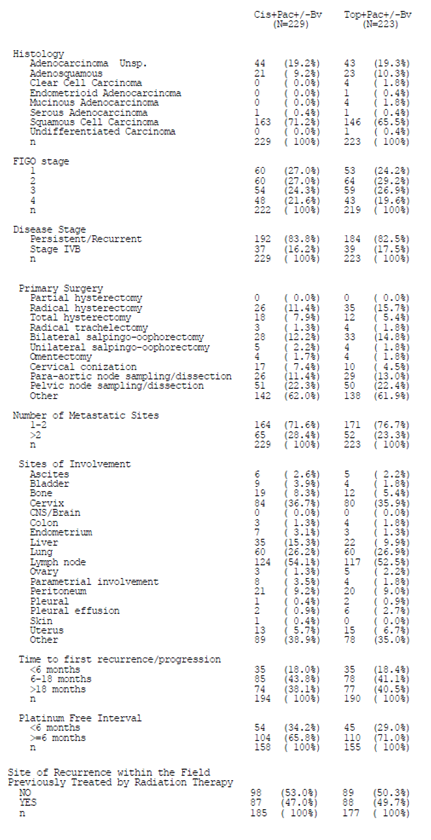 Cis+Pac+/-Bv Top+Pac+/-Bv
(N=229) (N=223)
Histology
Adenocarcinoma Unsp. 44 (19.2%) 43 (19.3%)
Adenosquamous 21 ( 9.2%) 23 (10.3%)
Clear Cell Carcinoma 0 ( 0.0%) 4 ( 1.8%)
Endometrioid Adenocarcinoma 0 ( 0.0%) 1 ( 0.4%)
Mucinous Adenocarcinoma 0 ( 0.0%) 4 ( 1.8%)
Serous Adenocarcinoma 1 ( 0.4%) 1 ( 0.4%)
Squamous Cell Carcinoma 163 (71.2%) 146 (65.5%)
Undifferentiated Carcinoma 0 ( 0.0%) 1 ( 0.4%)
n 229 ( 100%) 223 ( 100%)
FIGO stage
1 60 (27.0%) 53 (24.2%)
2 60 (27.0%) 64 (29.2%)
3 54 (24.3%) 59 (26.9%)
4 48 (21.6%) 43 (19.6%)
n 222 ( 100%) 219 ( 100%)
Disease Stage
Persistent/Recurrent 192 (83.8%) 184 (82.5%)
Stage IVB 37 (16.2%) 39 (17.5%)
n 229 ( 100%) 223 ( 100%)
Primary Surgery
Partial hysterectomy 0 ( 0.0%) 0 ( 0.0%)
Radical hysterectomy 26 (11.4%) 35 (15.7%)
Total hysterectomy 18 ( 7.9%) 12 ( 5.4%)
Radical trachelectomy 3 ( 1.3%) 4 ( 1.8%)
Bilateral salpingo-oophorectomy 28 (12.2%) 33 (14.8%)
Unilateral salpingo-oophorectomy 5 ( 2.2%) 4 ( 1.8%)
Omentectomy 4 ( 1.7%) 4 ( 1.8%)
Cervical conization 17 ( 7.4%) 10 ( 4.5%)
Para-aortic node sampling/dissection 26 (11.4%) 29 (13.0%)
Pelvic node sampling/dissection 51 (22.3%) 50 (22.4%)
Other 142 (62.0%) 138 (61.9%)
Number of Metastatic Sites
1-2 164 (71.6%) 171 (76.7%)
>2 65 (28.4%) 52 (23.3%)
n 229 ( 100%) 223 ( 100%)
Sites of Involvement
Ascites 6 ( 2.6%) 5 ( 2.2%)
Bladder 9 ( 3.9%) 4 ( 1.8%)
Bone 19 ( 8.3%) 12 ( 5.4%)
Cervix 84 (36.7%) 80 (35.9%)
CNS/Brain 0 ( 0.0%) 0 ( 0.0%)
Colon 3 ( 1.3%) 4 ( 1.8%)
Endometrium 7 ( 3.1%) 3 ( 1.3%)
Liver 35 (15.3%) 22 ( 9.9%)
Lung 60 (26.2%) 60 (26.9%)
Lymph node 124 (54.1%) 117 (52.5%)
Ovary 3 ( 1.3%) 5 ( 2.2%)
Parametrial involvement 8 ( 3.5%) 4 ( 1.8%)
Peritoneum 21 ( 9.2%) 20 ( 9.0%)
Pleural 1 ( 0.4%) 2 ( 0.9%)
Pleural effusion 2 ( 0.9%) 6 ( 2.7%)
Skin 1 ( 0.4%) 0 ( 0.0%)
Uterus 13 ( 5.7%) 15 ( 6.7%)
Other 89 (38.9%) 78 (35.0%)
Time to first recurrence/progression
<6 months 35 (18.0%) 35 (18.4%)
6-18 months 85 (43.8%) 78 (41.1%)
>18 months 74 (38.1%) 77 (40.5%)
n 194 ( 100%) 190 ( 100%)
Platinum Free Interval
<6 months 54 (34.2%) 45 (29.0%)
>=6 months 104 (65.8%) 110 (71.0%)
n 158 ( 100%) 155 ( 100%)
Site of Recurrence within the Field
Previously Treated by Radiation Therapy
NO 98 (53.0%) 89 (50.3%)
YES 87 (47.0%) 88 (49.7%)
n 185 ( 100%) 177 ( 100%)